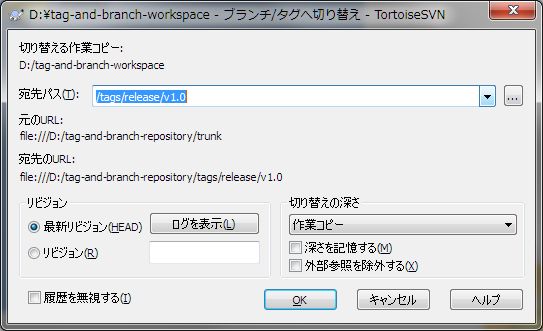 D:¥tag-and-branch-workspace - ブランチ/タグへ切り替え - TortoiseSVN
切り替える作業コピー:
D:/tag-and-branch-workspace
宛先パス(T): /tags/release/v1.0 ...
元のURL:
file:///D:/tag-and-branch-repository/trunk
宛先のURL:
file:///D:/tag-and-branch-repository/tags/release/v1.0
リビジョン
最新リビジョン(HEAD) ログを表示(L)
リビジョン(R)
切り替えの深さ
作業コピー
深さを記憶する(M)
外部参照を除外する(X)
履歴を無視する(I)
OK キャンセル ヘルプ